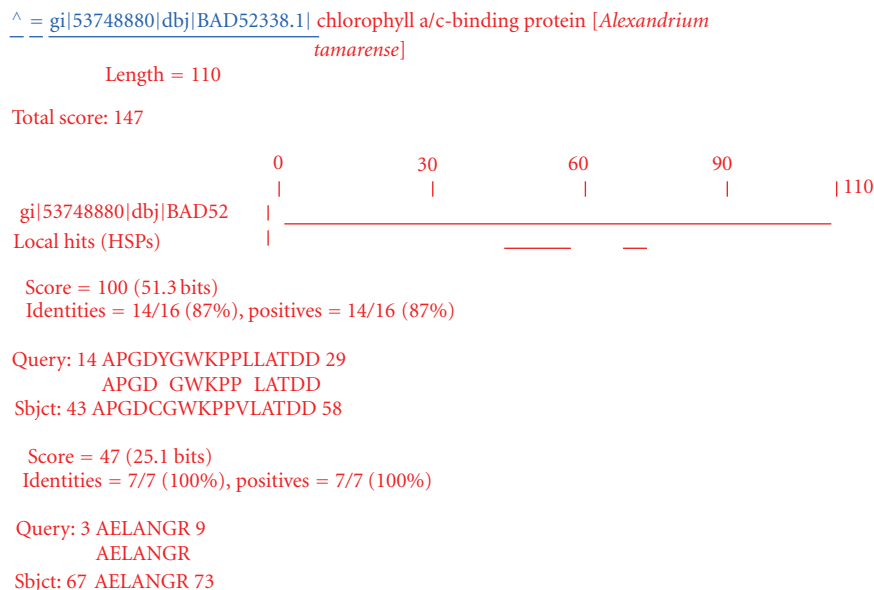 ^ = gi|53748880|dbj|BAD52338.1| chlorophyll a/c-binding protein [Alexandrium
tamarense]
Length = 110
Total score: 147
0 30 60 90
| | | | | 110
gi|53748880|dbj|BAD52 |
Local hits (HSPs) |
Score = 100 (51.3 bits)
Identities = 14/16 (87%), positives = 14/16 (87%)
Query: 14 APGDYGWKPPLLATDD 29
APGD GWKPP LATDD
Sbjct: 43 APGDCGWKPPVLATDD 58
Score = 47 (25.1 bits)
Identities = 7/7 (100%), positives = 7/7 (100%)
Query: 3 AELANGR 9
AELANGR
Sbjct: 67 AELANGR 73